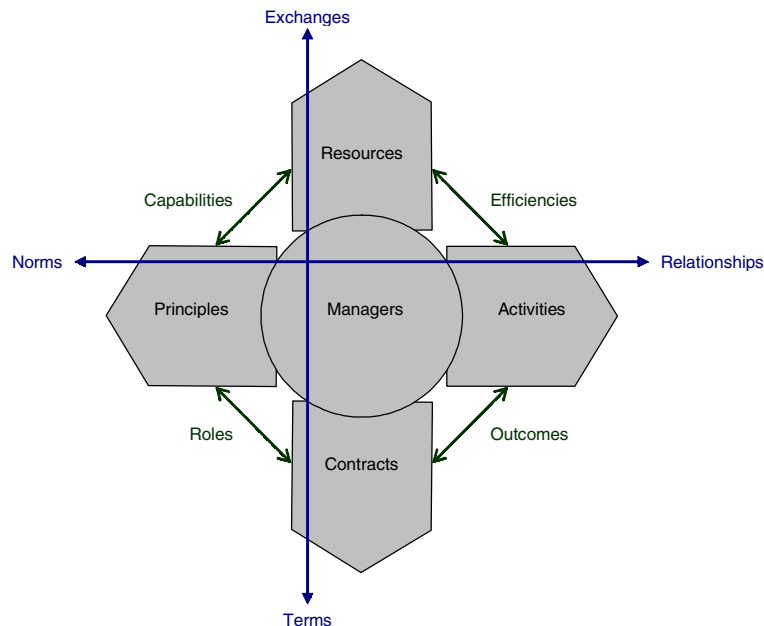 Exchanges
Resources
Capabilities
Efficiencies
Norms
Relationships
Principles
Managers
Activities
Roles
Outcomes
Contracts
Terms